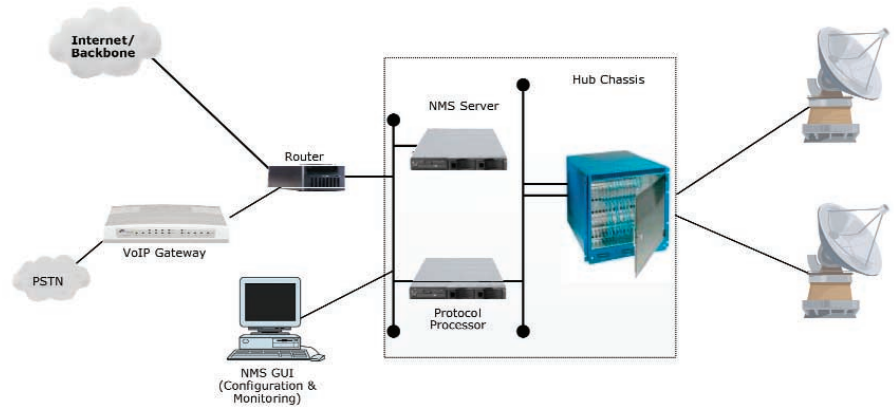 Internet/
Backbone
Hub Chassis
NMS Server
Router
VoIP Gateway
PSTN
Protocol
Processor
NMS GUI
(Configuration &
Monitoring)